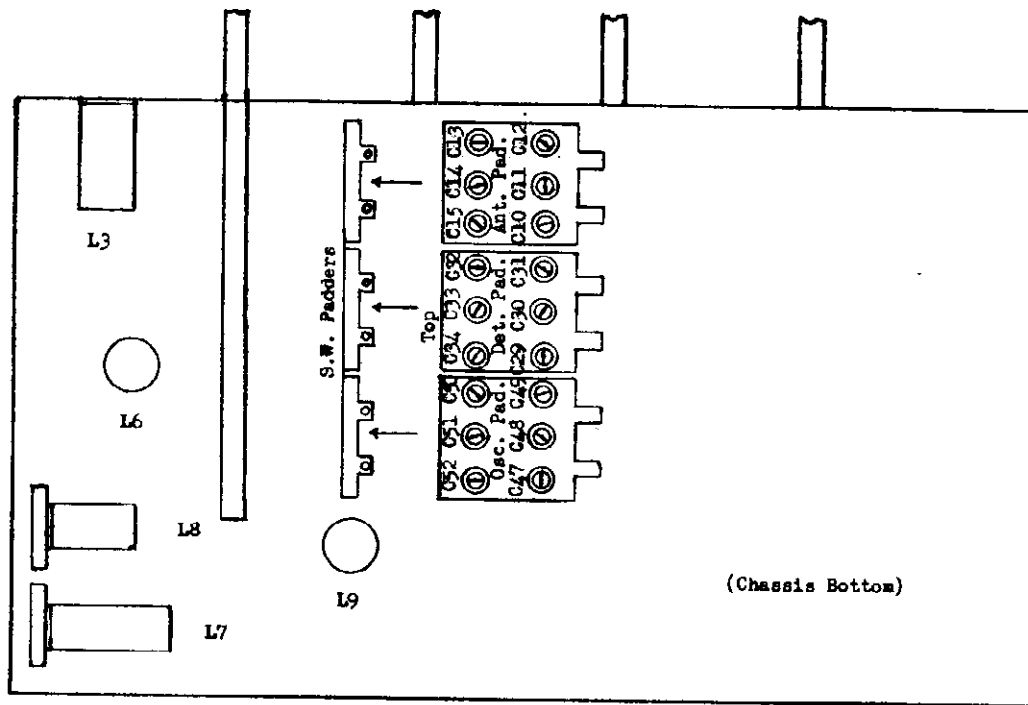 L3
L6
L8
L7
L9
S.W. Padders
Top
C13
C14
C15
Ant. Pad.
C12
C11
C10
C32
C33
C34
Det. Pad.
C31
C30
C29
C50
C51
C52
Osc. Pad.
C49
C48
C47
(Chassis Bottom)